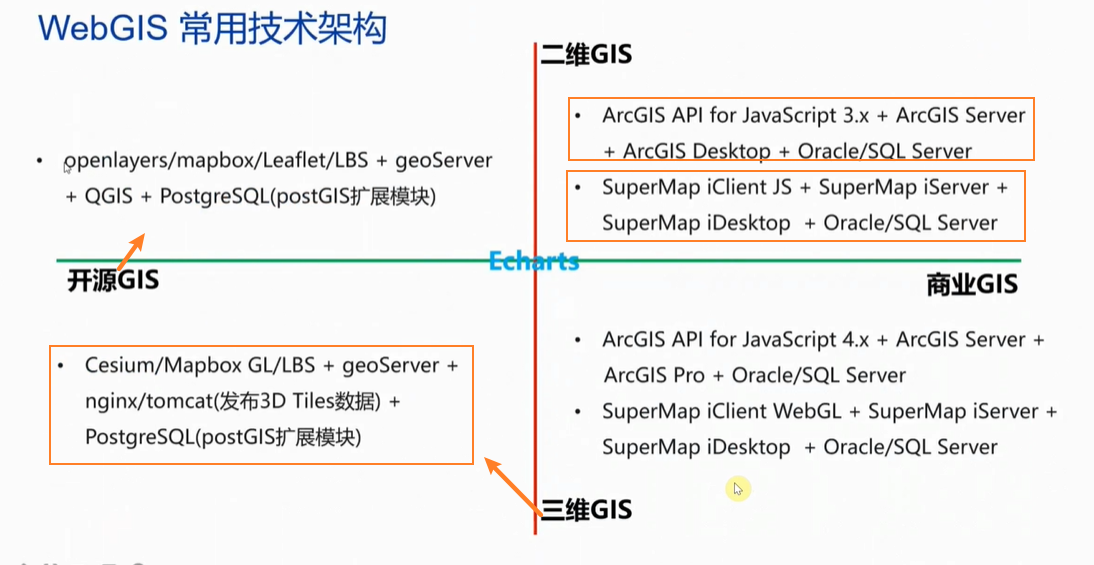 WebGIS 常用技术架构
二维GIS
• openlayers/mapbox/Leaflet/LBS + geoServer
+ QGIS + PostgreSQL(postGIS扩展模块)
• ArcGIS API for JavaScript 3.x + ArcGIS Server
+ ArcGIS Desktop + Oracle/SQL Server
• SuperMap iClient JS + SuperMap iServer +
SuperMap iDesktop + Oracle/SQL Server
Echarts
开源GIS
商业GIS
• Cesium/Mapbox GL/LBS + geoServer +
nginx/tomcat(发布3D Tiles数据) +
PostgreSQL(postGIS扩展模块)
• ArcGIS API for JavaScript 4.x + ArcGIS Server +
ArcGIS Pro + Oracle/SQL Server
• SuperMap iClient WebGL + SuperMap iServer +
SuperMap iDesktop + Oracle/SQL Server
三维GIS